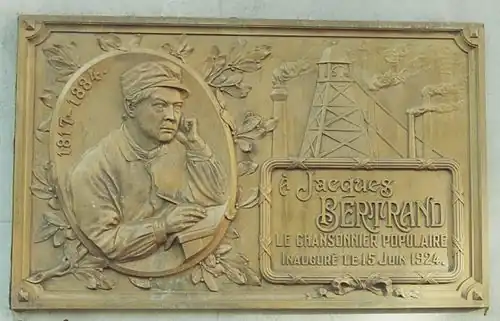 1817-1884.
à Jacques
BERTRAND
LE CHANSONNIER POPULAIRE
INAUGURÉ LE 15 JUIN 1924.